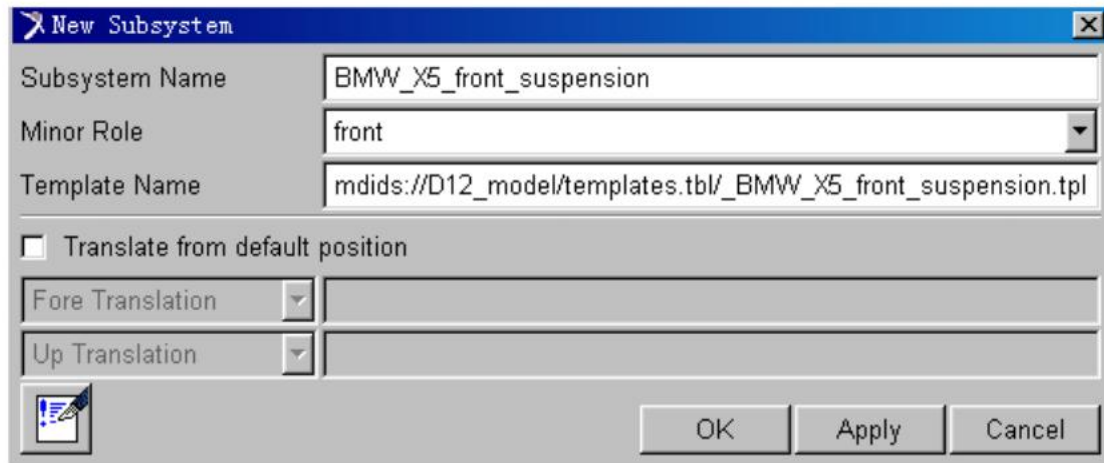 New Subsystem
Subsystem Name BMW_X5_front_suspension
Minor Role front
Template Name mdids://D12_model/templates.tbl/_BMW_X5_front_suspension.tpl
Translate from default position
Fore Translation
Up Translation
OK Apply Cancel